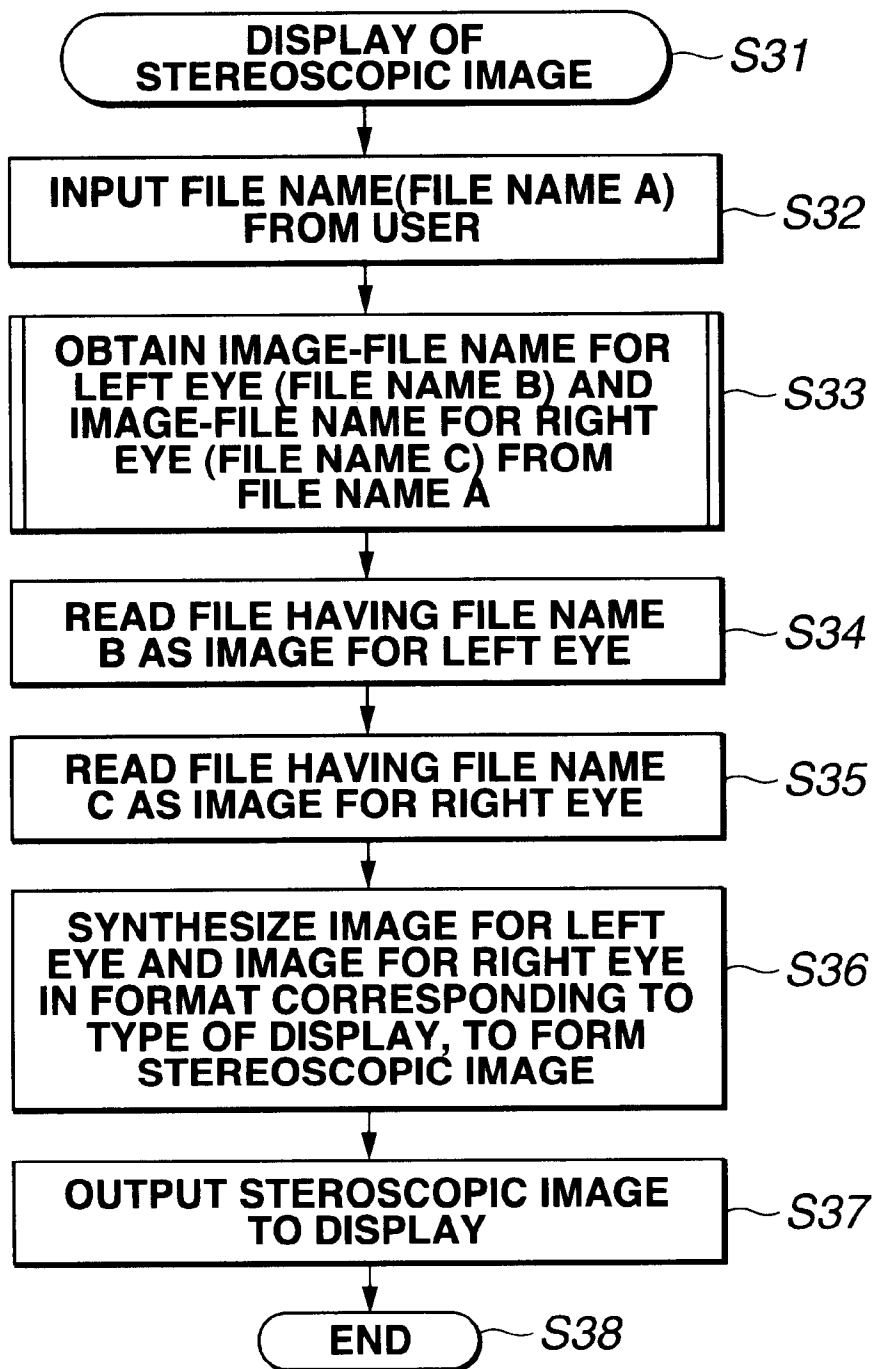 DISPLAY OF
STEREOSCOPIC IMAGE
S31
INPUT FILE NAME(FILE NAME A)
FROM USER
S32
OBTAIN IMAGE-FILE NAME FOR
LEFT EYE (FILE NAME B) AND
IMAGE-FILE NAME FOR RIGHT
EYE (FILE NAME C) FROM
FILE NAME A
S33
READ FILE HAVING FILE NAME
B AS IMAGE FOR LEFT EYE
S34
READ FILE HAVING FILE NAME
C AS IMAGE FOR RIGHT EYE
S35
SYNTHESIZE IMAGE FOR LEFT
EYE AND IMAGE FOR RIGHT EYE
IN FORMAT CORRESPONDING TO
TYPE OF DISPLAY, TO FORM
STEREOSCOPIC IMAGE
S36
OUTPUT STEROSCOPIC IMAGE
TO DISPLAY
S37
END
S38